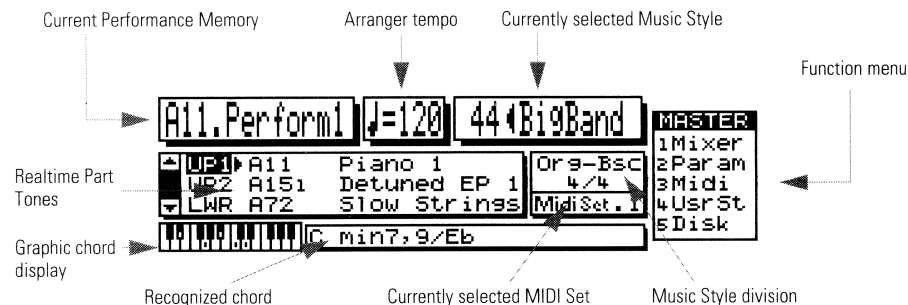 Current Performance Memory
Arranger tempo
Currently selected Music Style
Function menu
A11.Perform1
♩=120
44◀BigBand
MASTER
1Mixer
2Param
3Midi
4UsrSt
5Disk
UP1 A11 Piano 1
UP2 A151 Detuned EP 1
LWR A72 Slow Strings
Org-Bsc
4/4
MidiSet.1
Realtime Part
Tones
C min7,9/Eb
Graphic chord
display
Recognized chord
Currently selected MIDI Set
Music Style division